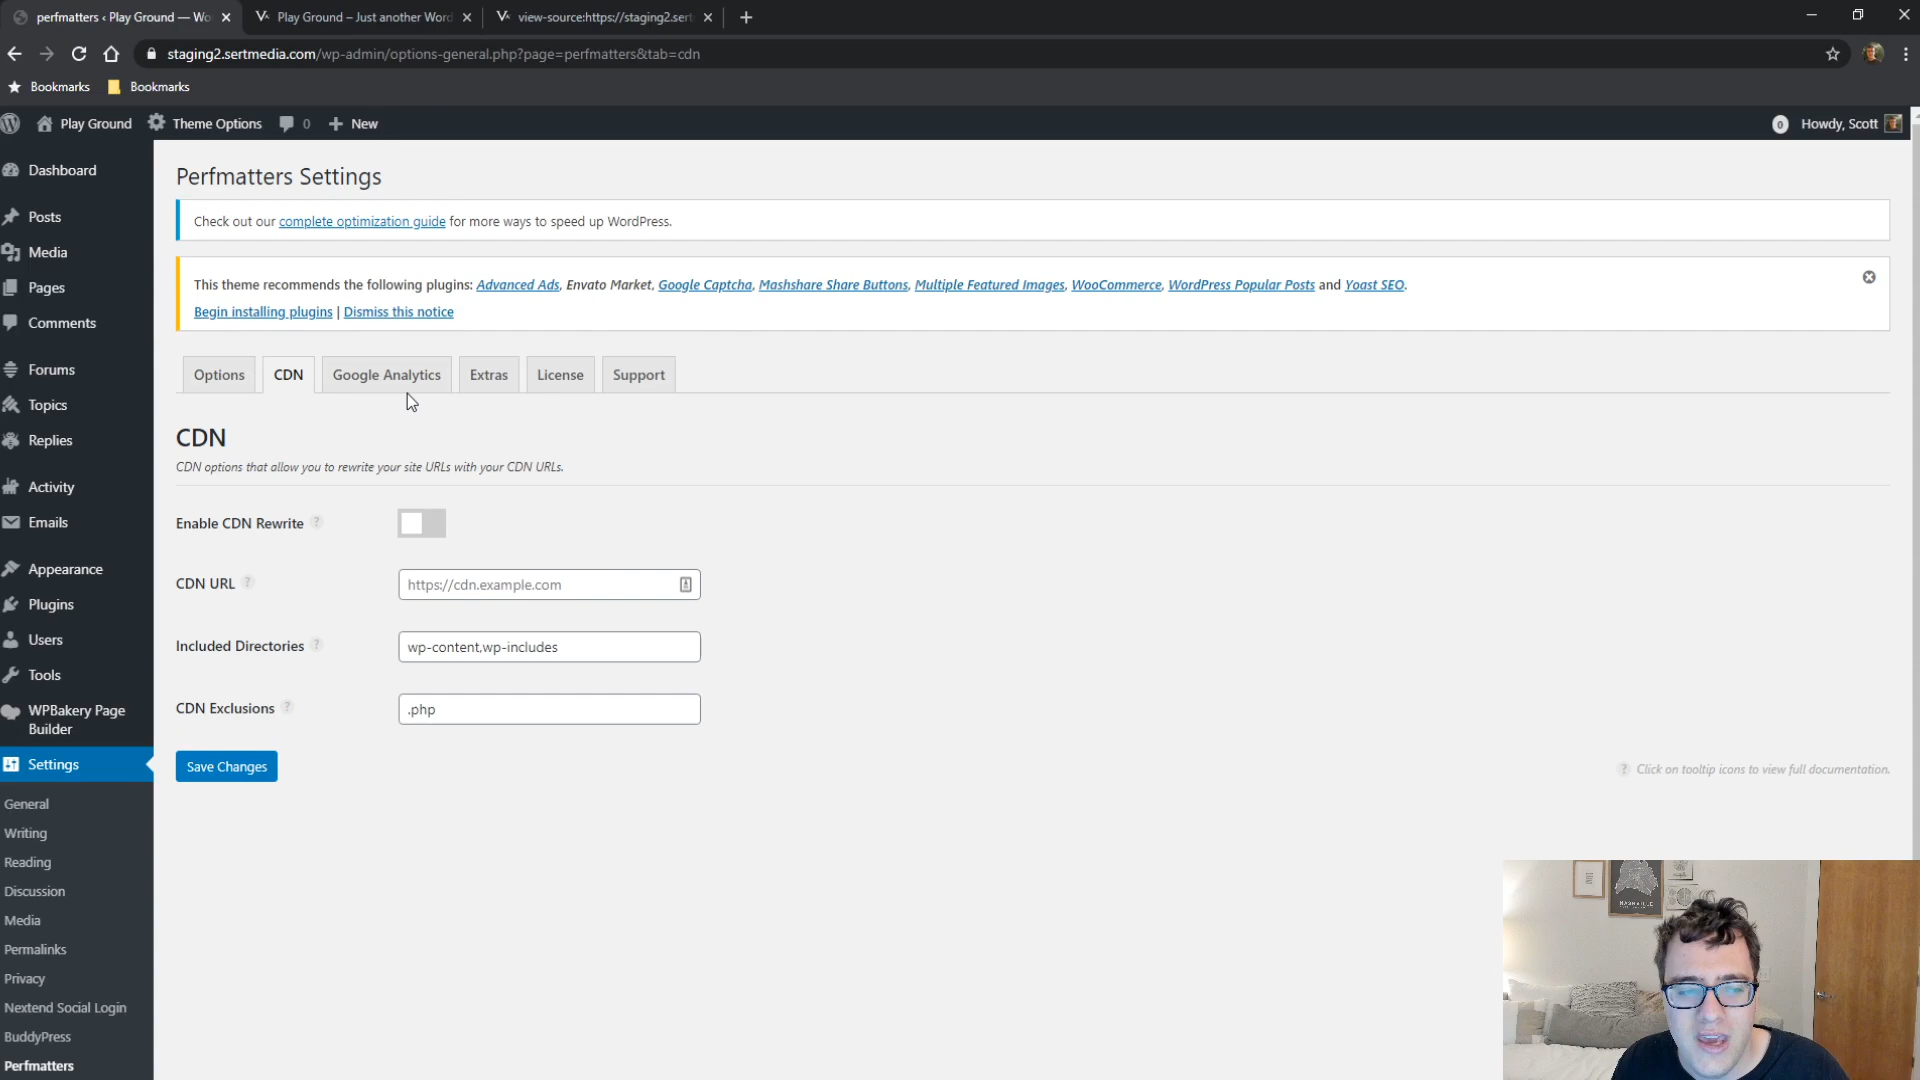 perfmatters ‹ Play Ground — Wo
Play Ground – Just another Word
view-source:https://staging2.sert
staging2.sertmedia.com/wp-admin/options-general.php?page=perfmatters&tab=cdn
Bookmarks
Bookmarks
Play Ground
Theme Options
0
New
0
Howdy, Scott
Dashboard
Posts
Media
Pages
Comments
Forums
Topics
Replies
Activity
Emails
Appearance
Plugins
Users
Tools
WPBakery Page
Builder
Settings
General
Writing
Reading
Discussion
Media
Permalinks
Privacy
Nextend Social Login
BuddyPress
Perfmatters
Perfmatters Settings
Check out our complete optimization guide for more ways to speed up WordPress.
This theme recommends the following plugins: Advanced Ads, Envato Market, Google Captcha, Mashshare Share Buttons, Multiple Featured Images, WooCommerce, WordPress Popular Posts and Yoast SEO.
Begin installing plugins | Dismiss this notice
Options
CDN
Google Analytics
Extras
License
Support
CDN
CDN options that allow you to rewrite your site URLs with your CDN URLs.
Enable CDN Rewrite ?
CDN URL ?
https://cdn.example.com
Included Directories ?
wp-content,wp-includes
CDN Exclusions ?
.php
Save Changes
? Click on tooltip icons to view full documentation.
NASHVILLE